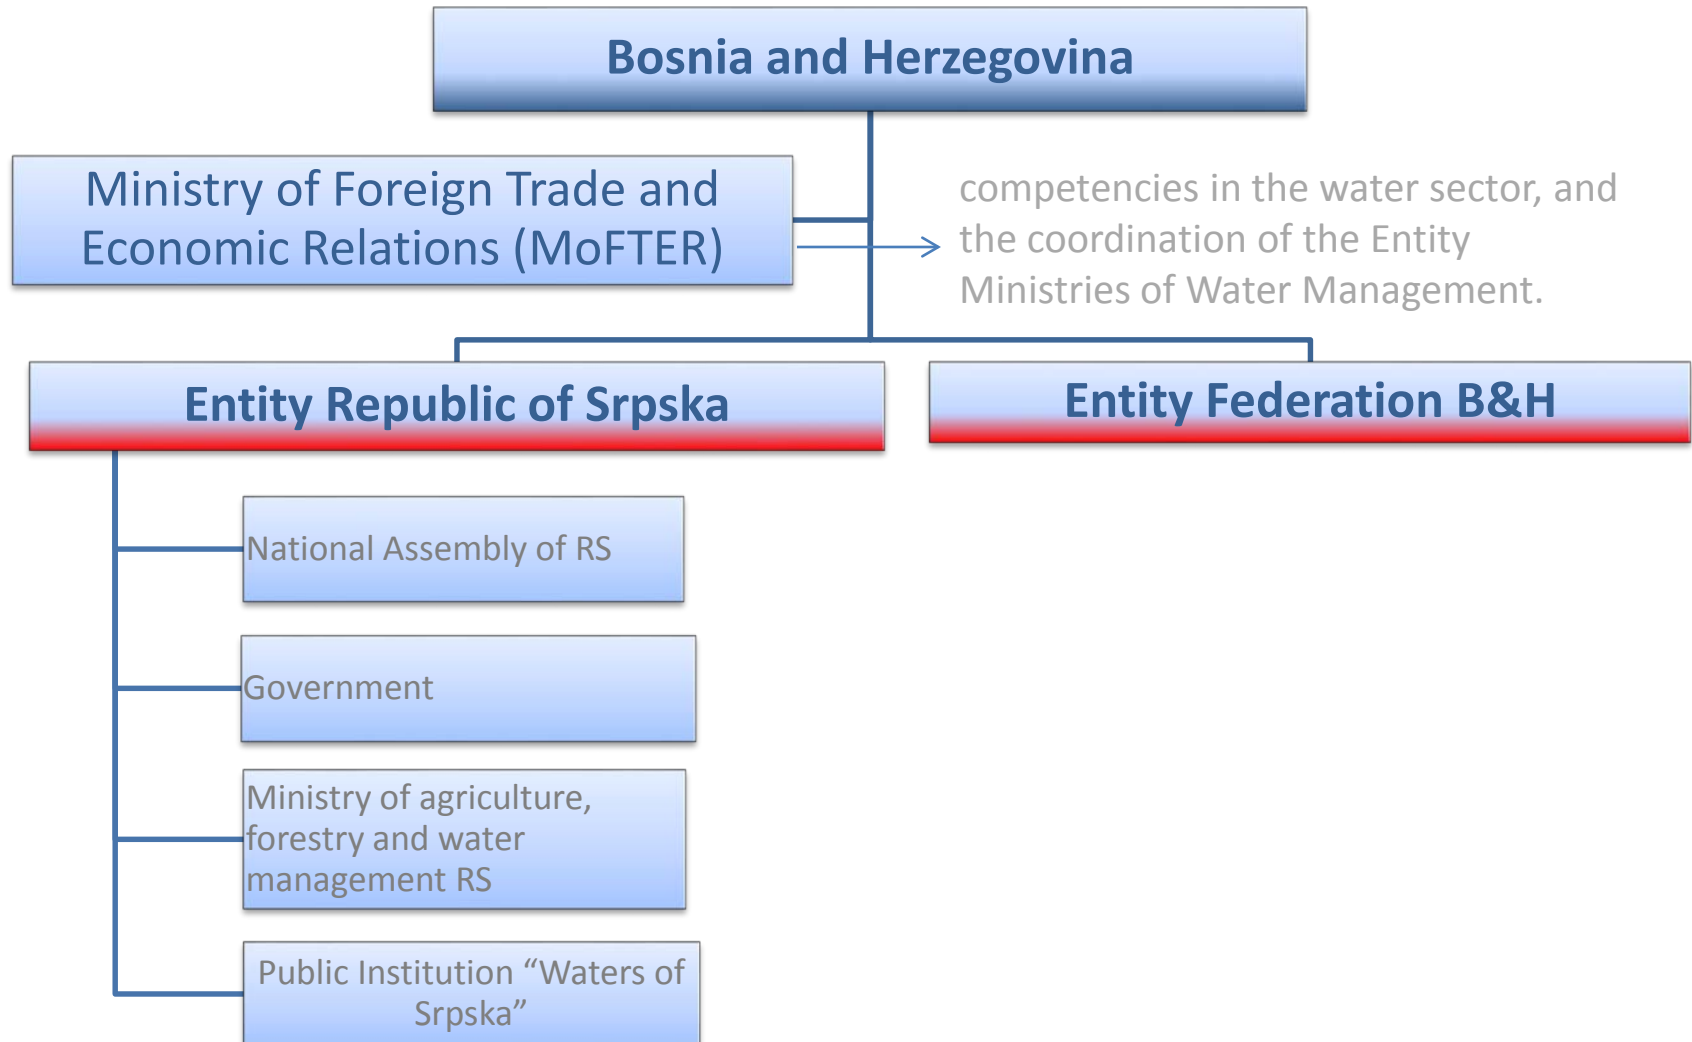 Bosnia and Herzegovina
Ministry of Foreign Trade and
Economic Relations (MoFTER)
competencies in the water sector, and
the coordination of the Entity
Ministries of Water Management.
Entity Republic of Srpska
Entity Federation B&H
National Assembly of RS
Government
Ministry of agriculture,
forestry and water
management RS
Public Institution “Waters of
Srpska”